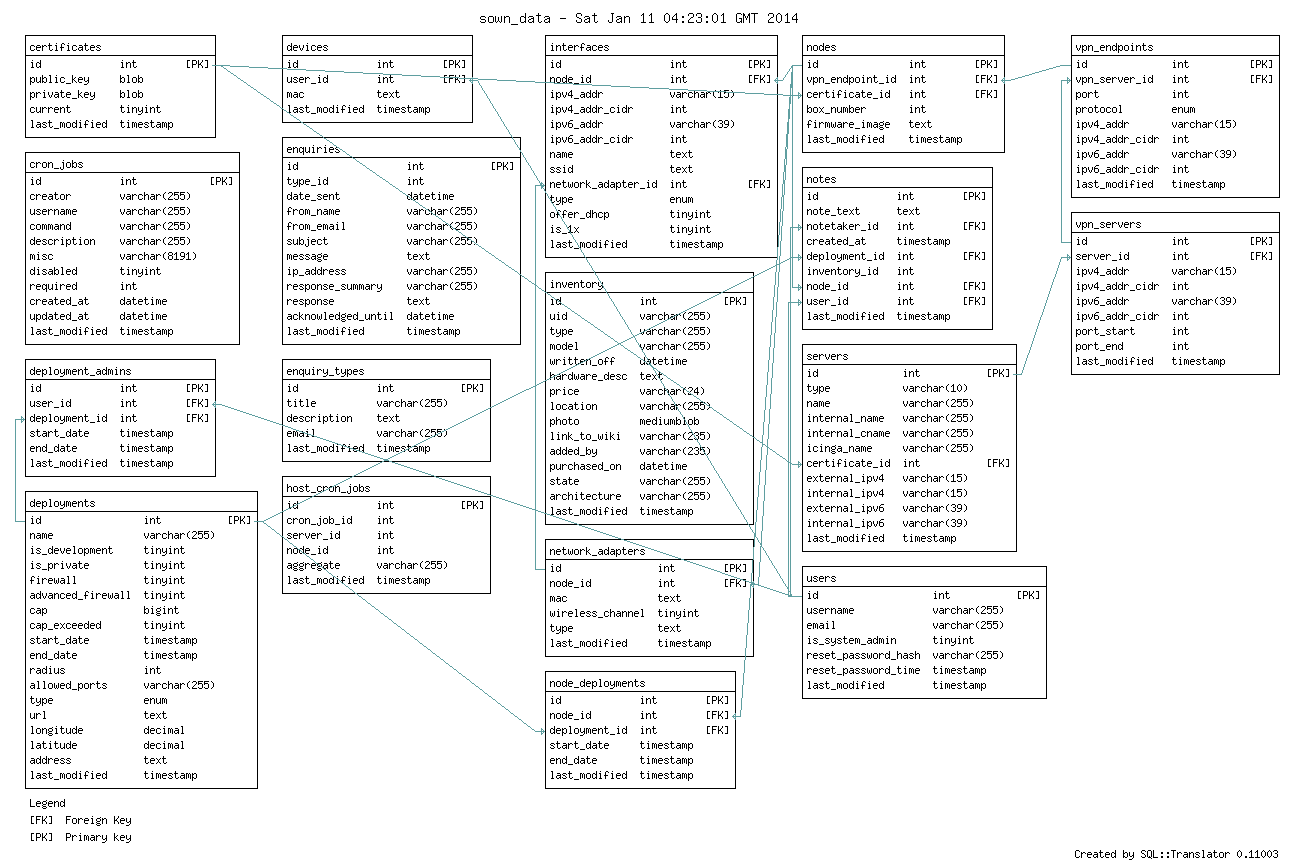 sown_data - Sat Jan 11 04:23:01 GMT 2014
certificates
id int [PK]
public_key blob
private_key blob
current tinyint
last_modified timestamp
cron_jobs
id int [PK]
creator varchar(255)
username varchar(255)
command varchar(255)
description varchar(255)
misc varchar(8191)
disabled tinyint
required int
created_at datetime
updated_at datetime
last_modified timestamp
deployment_admins
id int [PK]
user_id int [FK]
deployment_id int [FK]
start_date timestamp
end_date timestamp
last_modified timestamp
deployments
id int [PK]
name varchar(255)
is_development tinyint
is_private tinyint
firewall tinyint
advanced_firewall tinyint
cap bigint
cap_exceeded tinyint
start_date timestamp
end_date timestamp
radius int
allowed_ports varchar(255)
type enum
url text
longitude decimal
latitude decimal
address text
last_modified timestamp
devices
id int [PK]
user_id int [FK]
mac text
last_modified timestamp
enquiries
id int [PK]
type_id int
date_sent datetime
from_name varchar(255)
from_email varchar(255)
subject varchar(255)
message text
ip_address varchar(255)
response_summary varchar(255)
response text
acknowledged_until datetime
last_modified timestamp
enquiry_types
id int [PK]
title varchar(255)
description text
email varchar(255)
last_modified timestamp
host_cron_jobs
id int [PK]
cron_job_id int
server_id int
node_id int
aggregate varchar(255)
last_modified timestamp
interfaces
id int [PK]
node_id int [FK]
ipv4_addr varchar(15)
ipv4_addr_cidr int
ipv6_addr varchar(39)
ipv6_addr_cidr int
name text
ssid text
network_adapter_id int [FK]
type enum
offer_dhcp tinyint
is_1x tinyint
last_modified timestamp
inventory
id int [PK]
uid varchar(255)
type varchar(255)
model varchar(255)
written_off datetime
hardware_desc text
price varchar(24)
location varchar(255)
photo mediumblob
link_to_wiki varchar(235)
added_by varchar(235)
purchased_on datetime
state varchar(255)
architecture varchar(255)
last_modified timestamp
network_adapters
id int [PK]
node_id int [FK]
mac text
wireless_channel tinyint
type text
last_modified timestamp
node_deployments
id int [PK]
node_id int [FK]
deployment_id int [FK]
start_date timestamp
end_date timestamp
last_modified timestamp
nodes
id int [PK]
vpn_endpoint_id int [FK]
certificate_id int [FK]
box_number int
firmware_image text
last_modified timestamp
notes
id int [PK]
note_text text
notetaker_id int [FK]
created_at timestamp
deployment_id int [FK]
inventory_id int
node_id int [FK]
user_id int [FK]
last_modified timestamp
servers
id int [PK]
type varchar(10)
name varchar(255)
internal_name varchar(255)
internal_cname varchar(255)
icinga_name varchar(255)
certificate_id int [FK]
external_ipv4 varchar(15)
internal_ipv4 varchar(15)
external_ipv6 varchar(39)
internal_ipv6 varchar(39)
last_modified timestamp
users
id int [PK]
username varchar(255)
email varchar(255)
is_system_admin tinyint
reset_password_hash varchar(255)
reset_password_time timestamp
last_modified timestamp
vpn_endpoints
id int [PK]
vpn_server_id int [FK]
port int
protocol enum
ipv4_addr varchar(15)
ipv4_addr_cidr int
ipv6_addr varchar(39)
ipv6_addr_cidr int
last_modified timestamp
vpn_servers
id int [PK]
server_id int [FK]
ipv4_addr varchar(15)
ipv4_addr_cidr int
ipv6_addr varchar(39)
ipv6_addr_cidr int
port_start int
port_end int
last_modified timestamp
Legend
[FK] Foreign Key
[PK] Primary key
Created by SQL::Translator 0.11003